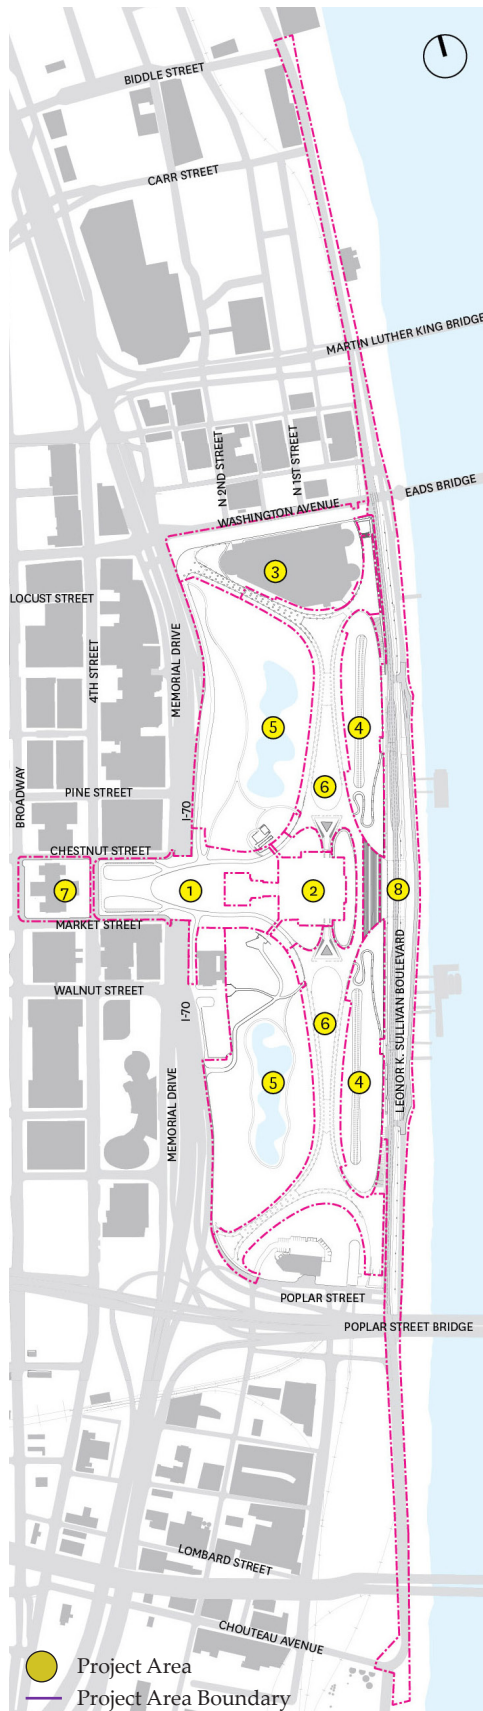 BIDDLE STREET
CARR STREET
MARTIN LUTHER KING BRIDGE
N 2ND STREET
N 1ST STREET
EADS BRIDGE
WASHINGTON AVENUE
3
LOCUST STREET
4TH STREET
MEMORIAL DRIVE
5
4
6
BROADWAY
PINE STREET
I-70
CHESTNUT STREET
7
1
2
8
MARKET STREET
WALNUT STREET
I-70
6
LEONOR K. SULLIVAN BOULEVARD
5
4
MEMORIAL DRIVE
POPLAR STREET
POPLAR STREET BRIDGE
LOMBARD STREET
CHOUTEAU AVENUE
Project Area
Project Area Boundary